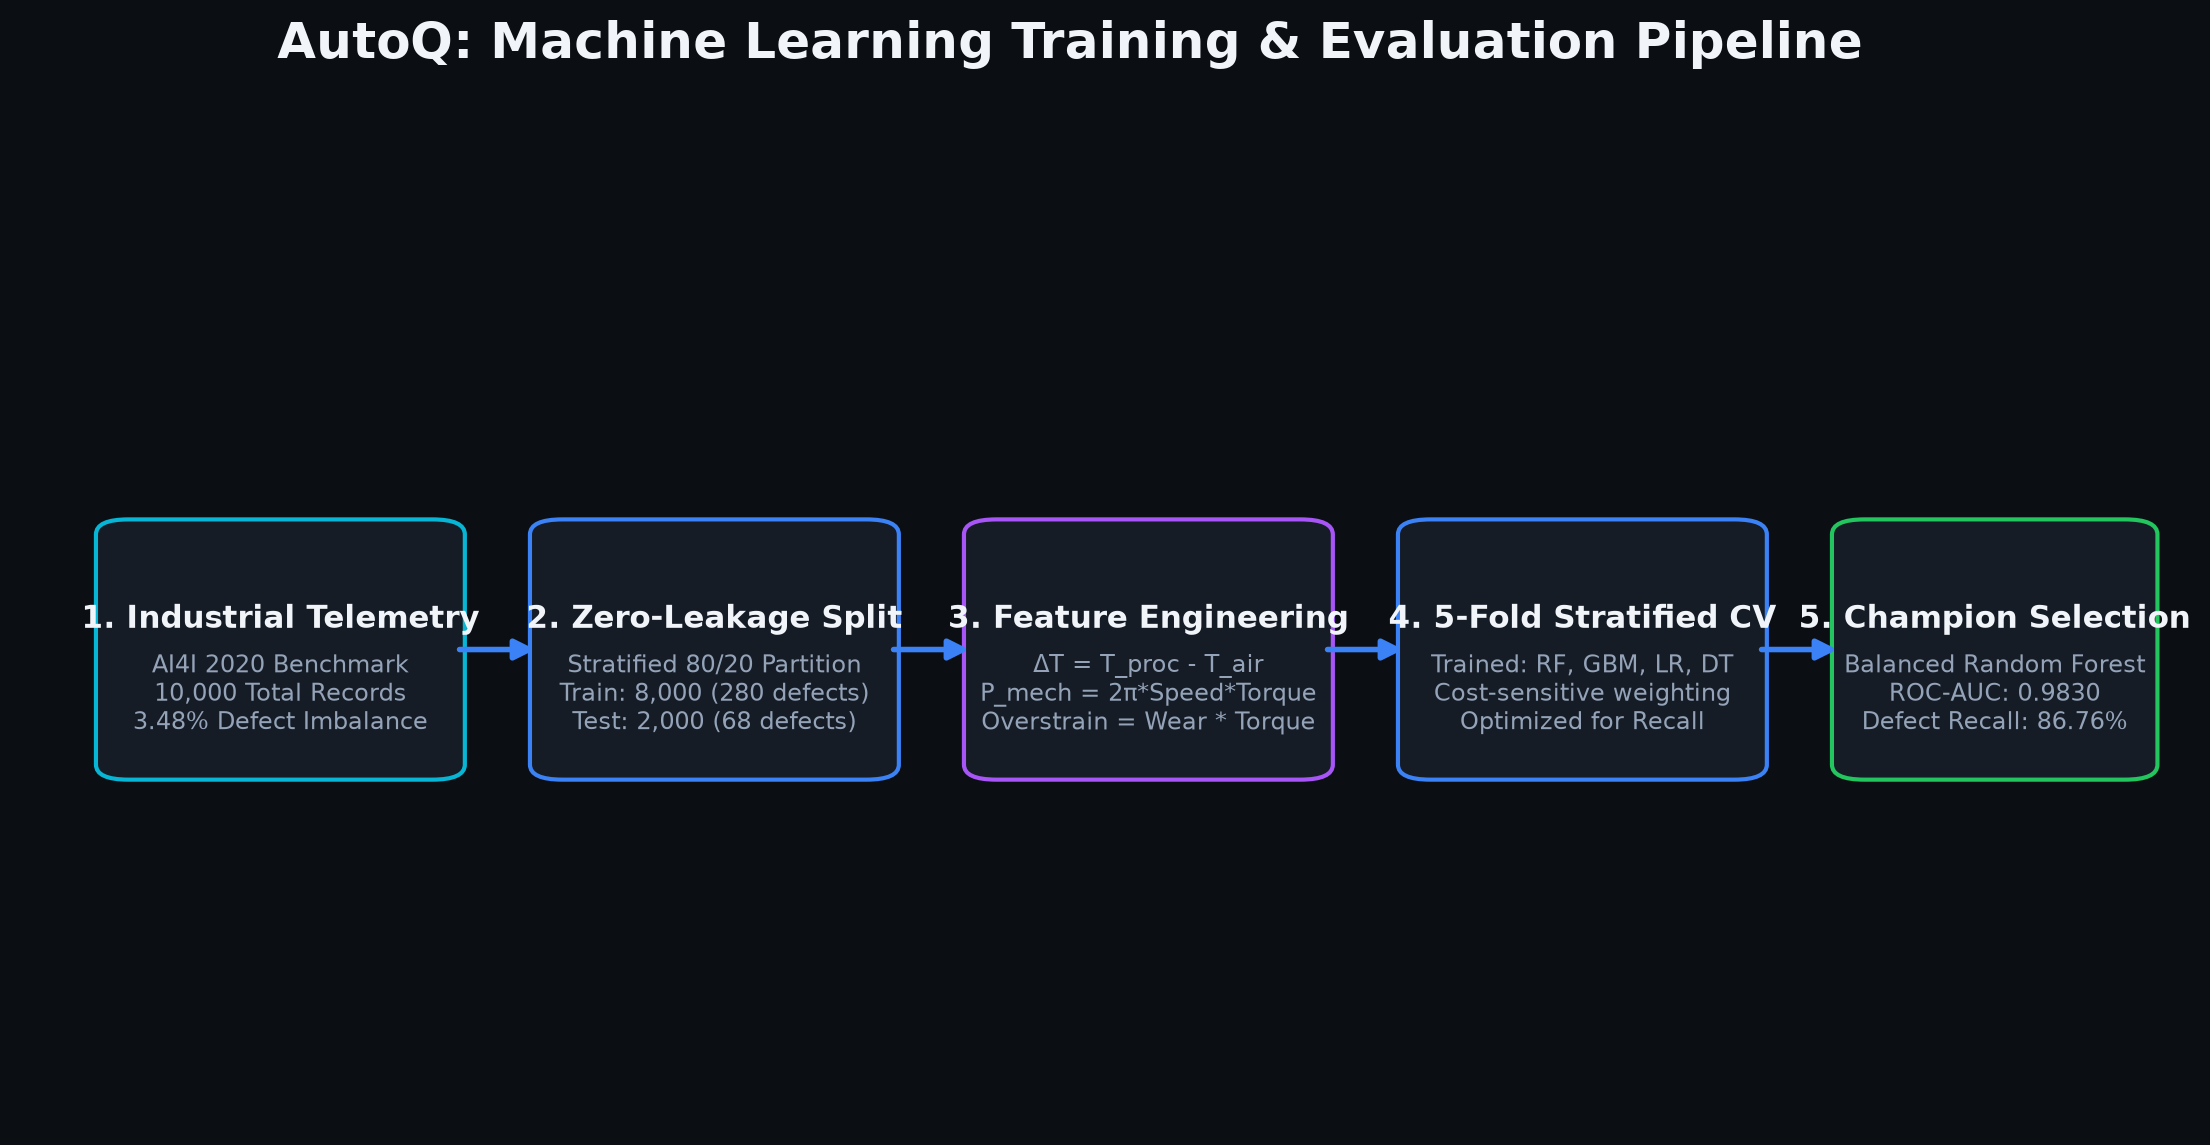 AutoQ: Machine Learning Training & Evaluation Pipeline
1. Industrial Telemetry
AI4I 2020 Benchmark
10,000 Total Records
3.48% Defect Imbalance
2. Zero-Leakage Split
Stratified 80/20 Partition
Train: 8,000 (280 defects)
Test: 2,000 (68 defects)
3. Feature Engineering
ΔT = T_proc - T_air
P_mech = 2π*Speed*Torque
Overstrain = Wear * Torque
4. 5-Fold Stratified CV
Trained: RF, GBM, LR, DT
Cost-sensitive weighting
Optimized for Recall
5. Champion Selection
Balanced Random Forest
ROC-AUC: 0.9830
Defect Recall: 86.76%